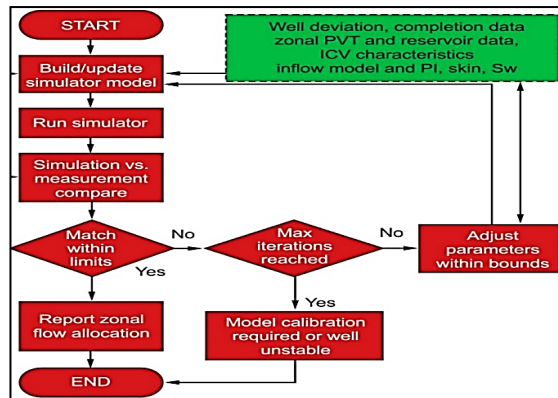 START
Well deviation, completion data
zonal PVT and reservoir data,
ICV characteristics
inflow model and PI, skin, Sw
Build/update
simulator model
Run simulator
Simulation vs.
measurement
compare
Match
within
limits
No
Yes
Max
iterations
reached
No
Yes
Adjust
parameters
within bounds
Report zonal
flow allocation
Model calibration
required or well
unstable
END